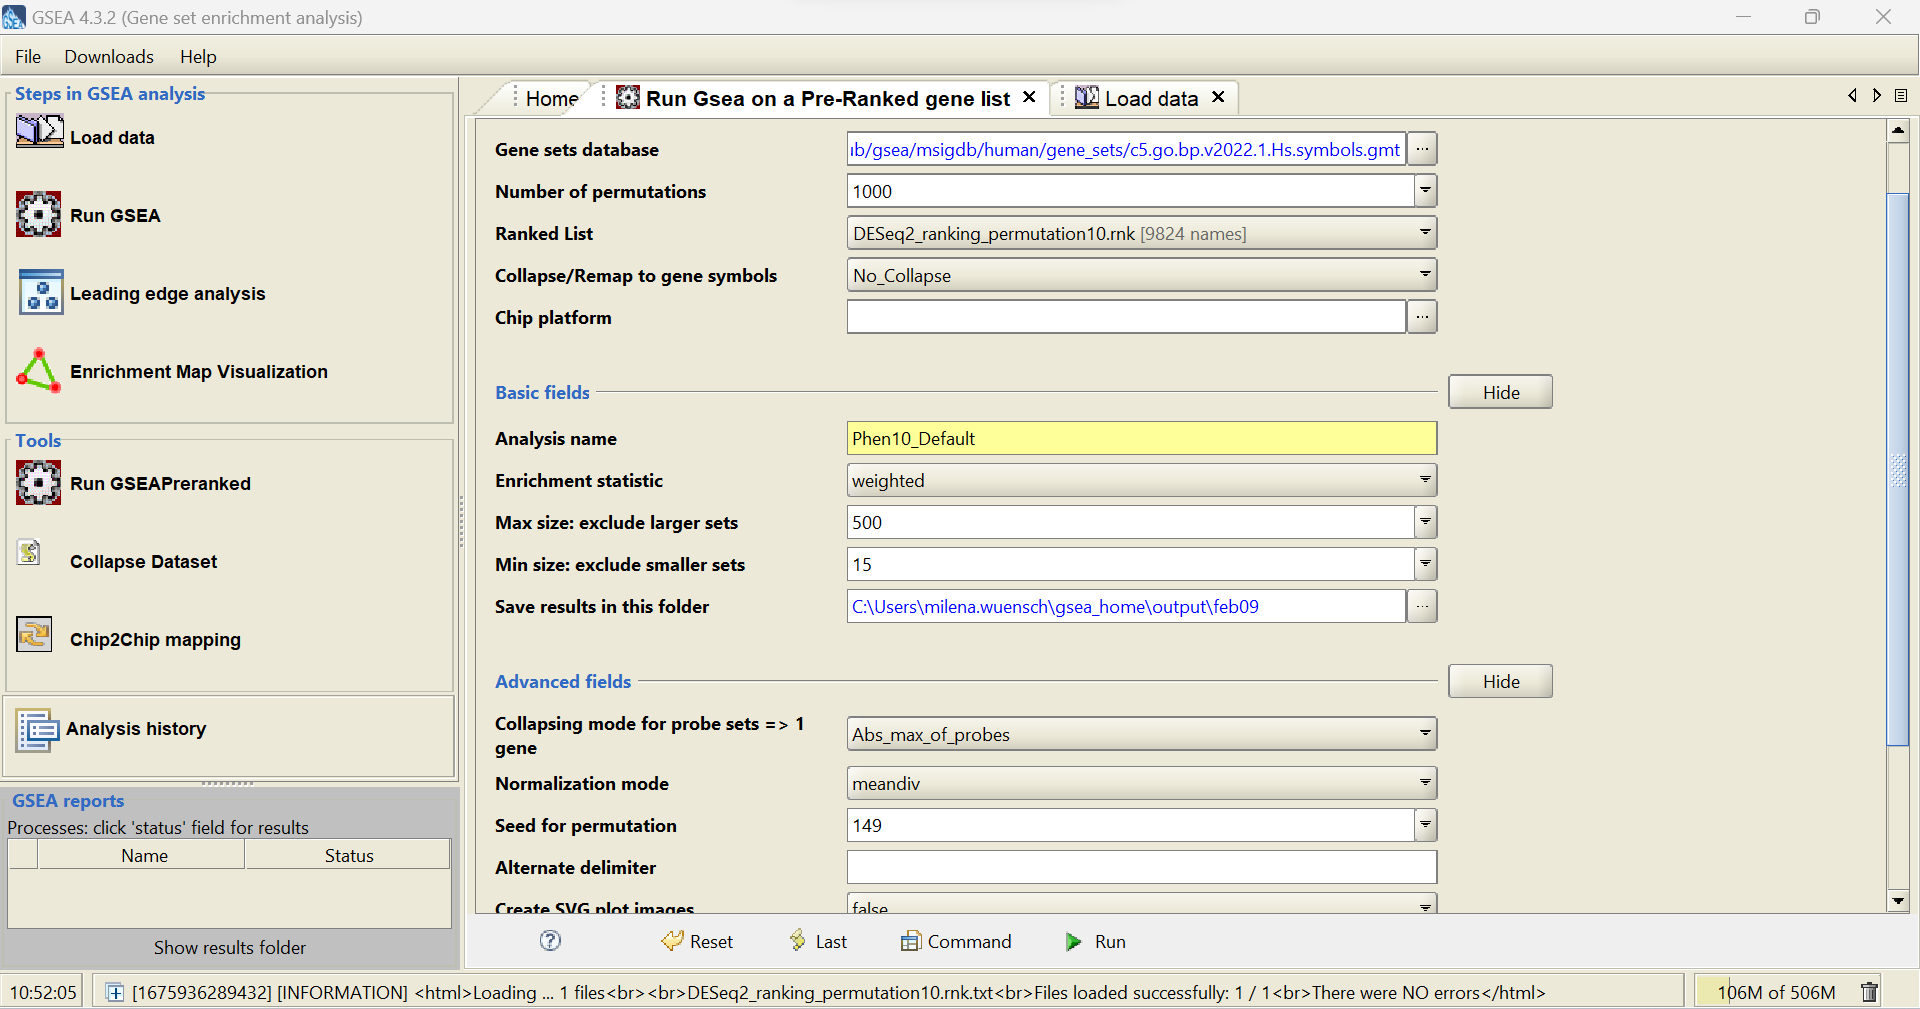 GSEA 4.3.2 (Gene set enrichment analysis)
File Downloads Help
Steps in GSEA analysis
Load data
Run GSEA
Leading edge analysis
Enrichment Map Visualization
Tools
Run GSEAPreranked
Collapse Dataset
Chip2Chip mapping
Analysis history
GSEA reports
Processes: click 'status' field for results
Name Status
Show results folder
Home Run Gsea on a Pre-Ranked gene list Load data
Gene sets database ub/gsea/msigdb/human/gene_sets/c5.go.bp.v2022.1.Hs.symbols.gmt ...
Number of permutations 1000
Ranked List DESeq2_ranking_permutation10.rnk [9824 names]
Collapse/Remap to gene symbols No_Collapse
Chip platform ...
Basic fields Hide
Analysis name Phen10_Default
Enrichment statistic weighted
Max size: exclude larger sets 500
Min size: exclude smaller sets 15
Save results in this folder C:\Users\milena.wuensch\gsea_home\output\feb09 ...
Advanced fields Hide
Collapsing mode for probe sets => 1 gene Abs_max_of_probes
Normalization mode meandiv
Seed for permutation 149
Alternate delimiter
Create SVG plot images false
? Reset Last Command Run
10:52:05 [1675936289432] [INFORMATION] <html>Loading ... 1 files<br><br>DESeq2_ranking_permutation10.rnk.txt<br>Files loaded successfully: 1 / 1<br>There were NO errors</html> 106M of 506M